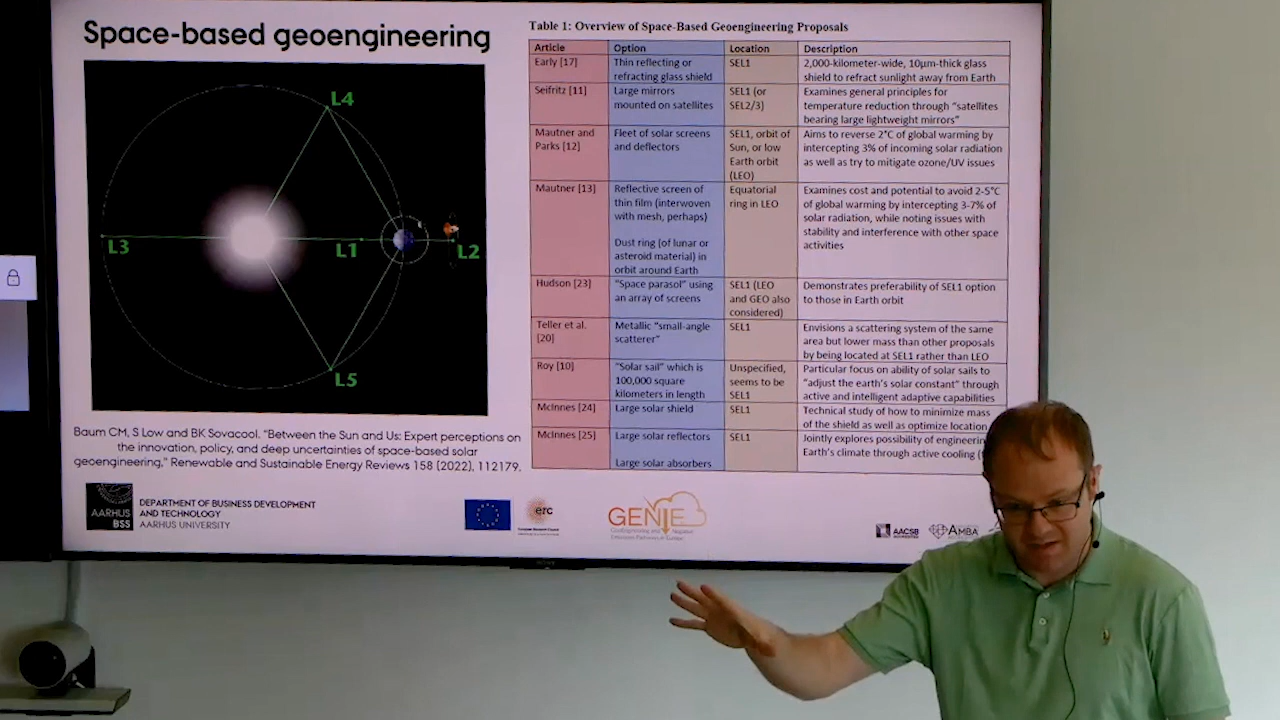 Space-based geoengineering
L4
L3
L1
L2
L5
Baum CM, S Low and BK Sovacool. "Between the Sun and Us: Expert perceptions on
the innovation, policy, and deep uncertainties of space-based solar
geoengineering," Renewable and Sustainable Energy Reviews 158 (2022), 112179.
Table 1: Overview of Space-Based Geoengineering Proposals
Article Option Location Description
Early [17]
Thin reflecting or
refracting glass shield
SEL1
2,000-kilometer-wide, 10µm-thick glass
shield to refract sunlight away from Earth
Seifritz [11]
Large mirrors
mounted on satellites
SEL1 (or
SEL2/3)
Examines general principles for
temperature reduction through "satellites
bearing large lightweight mirrors"
Mautner and
Parks [12]
Fleet of solar screens
and deflectors
SEL1, orbit of
Sun, or low
Earth orbit
(LEO)
Aims to reverse 2°C of global warming by
intercepting 3% of incoming solar radiation
as well as try to mitigate ozone/UV issues
Mautner [13]
Reflective screen of
thin film (interwoven
with mesh, perhaps)
Dust ring (of lunar or
asteroid material) in
orbit around Earth
Equatorial
ring in LEO
Examines cost and potential to avoid 2-5°C
of global warming by intercepting 3-7% of
solar radiation, while noting issues with
stability and interference with other space
activities
Hudson [23]
"Space parasol" using
an array of screens
SEL1 (LEO
and GEO also
considered)
Demonstrates preferability of SEL1 option
to those in Earth orbit
Teller et al.
[20]
Metallic "small-angle
scatterer"
SEL1
Envisions a scattering system of the same
area but lower mass than other proposals
by being located at SEL1 rather than LEO
Roy [10]
"Solar sail" which is
100,000 square
kilometers in length
Unspecified,
seems to be
SEL1
Particular focus on ability of solar sails to
"adjust the earth's solar constant" through
active and intelligent adaptive capabilities
McInnes [24]
Large solar shield
SEL1
Technical study of how to minimize mass
of the shield as well as optimize location
McInnes [25]
Large solar reflectors
Large solar absorbers
SEL1
Jointly explores possibility of engineerin
Earth's climate through active cooling (
AARHUS
BSS
DEPARTMENT OF BUSINESS DEVELOPMENT
AND TECHNOLOGY
AARHUS UNIVERSITY
erc
GENIE
AACSB
AMBA